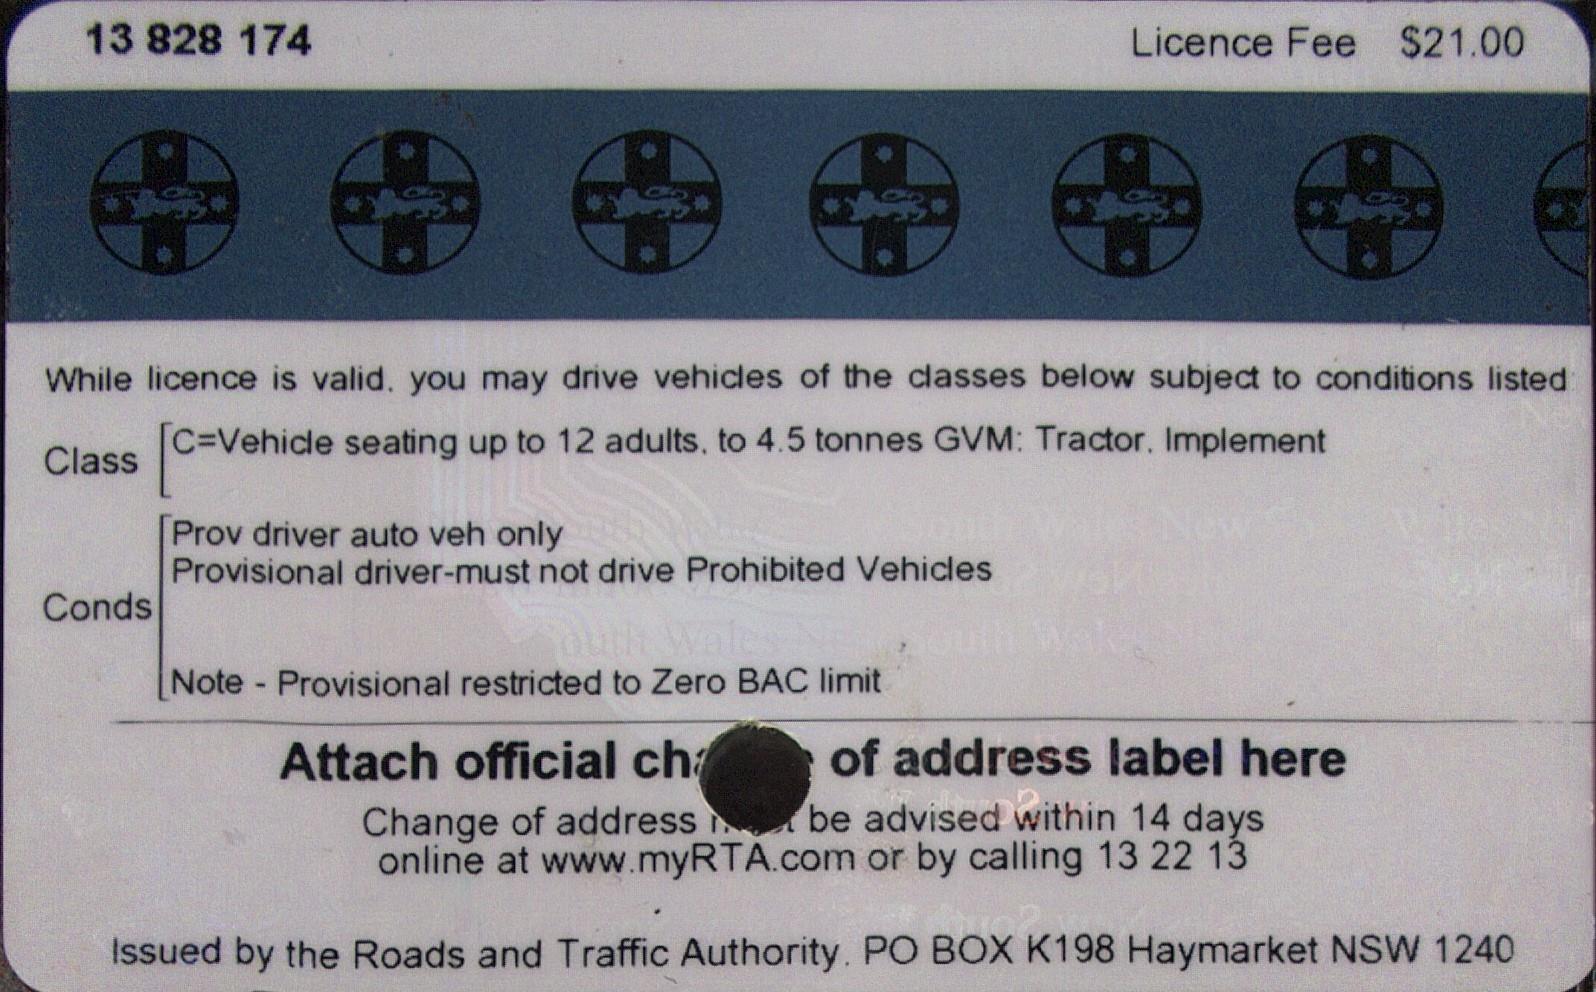 13 828 174 Licence Fee $21.00
While licence is valid, you may drive vehicles of the classes below subject to conditions listed
Class C=Vehicle seating up to 12 adults, to 4.5 tonnes GVM: Tractor, Implement
Prov driver auto veh only
Provisional driver-must not drive Prohibited Vehicles
Conds
Note - Provisional restricted to Zero BAC limit
Attach official of address label here
Change of address be advised within 14 days
online at www.myRTA.com or by calling 13 22 13
Issued by the Roads and Traffic Authority, PO BOX K198 Haymarket NSW 1240